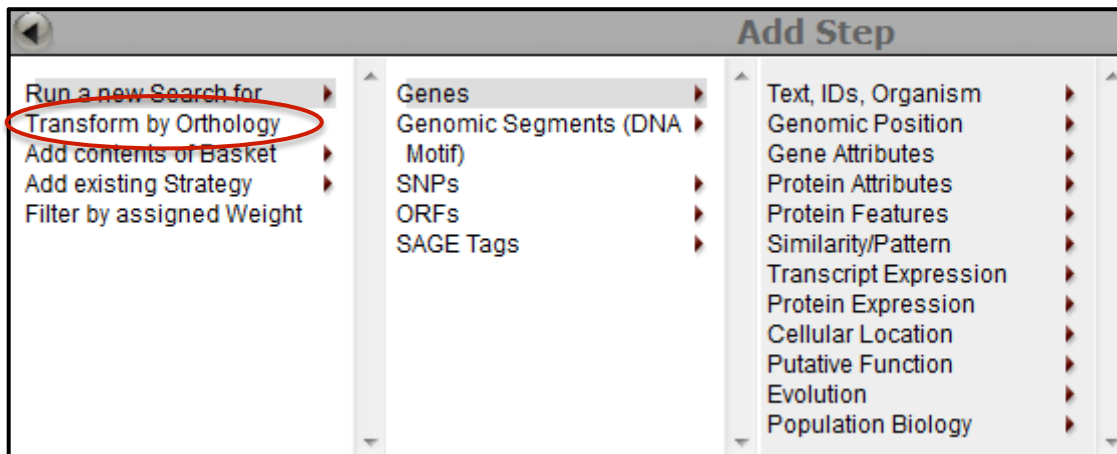 Add Step
Run a new Search for
Transform by Orthology
Add contents of Basket
Add existing Strategy
Filter by assigned Weight
Genes
Genomic Segments (DNA
Motif)
SNPs
ORFs
SAGE Tags
Text, IDs, Organism
Genomic Position
Gene Attributes
Protein Attributes
Protein Features
Similarity/Pattern
Transcript Expression
Protein Expression
Cellular Location
Putative Function
Evolution
Population Biology